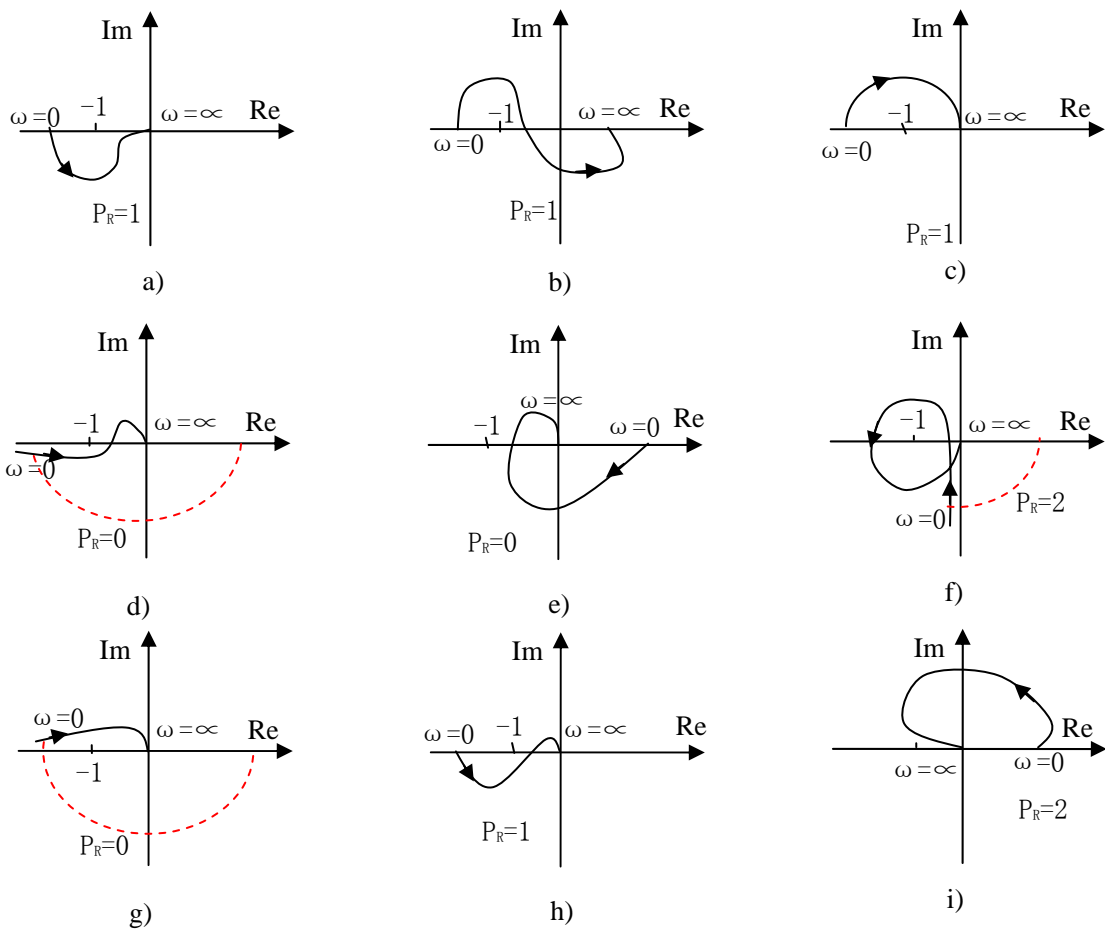 Im
ω=0
-1
ω=∞
Re
P_R=1
a)
Im
-1
ω=∞
Re
ω=0
P_R=1
b)
Im
-1
ω=∞
Re
ω=0
P_R=1
c)
Im
-1
ω=∞
Re
ω=0
P_R=0
d)
Im
ω=∞
-1
ω=0
Re
P_R=0
e)
Im
-1
ω=∞
Re
ω=0
P_R=2
f)
Im
ω=0
ω=∞
Re
-1
P_R=0
g)
Im
ω=0
-1
ω=∞
Re
P_R=1
h)
Im
Re
ω=∞
ω=0
P_R=2
i)